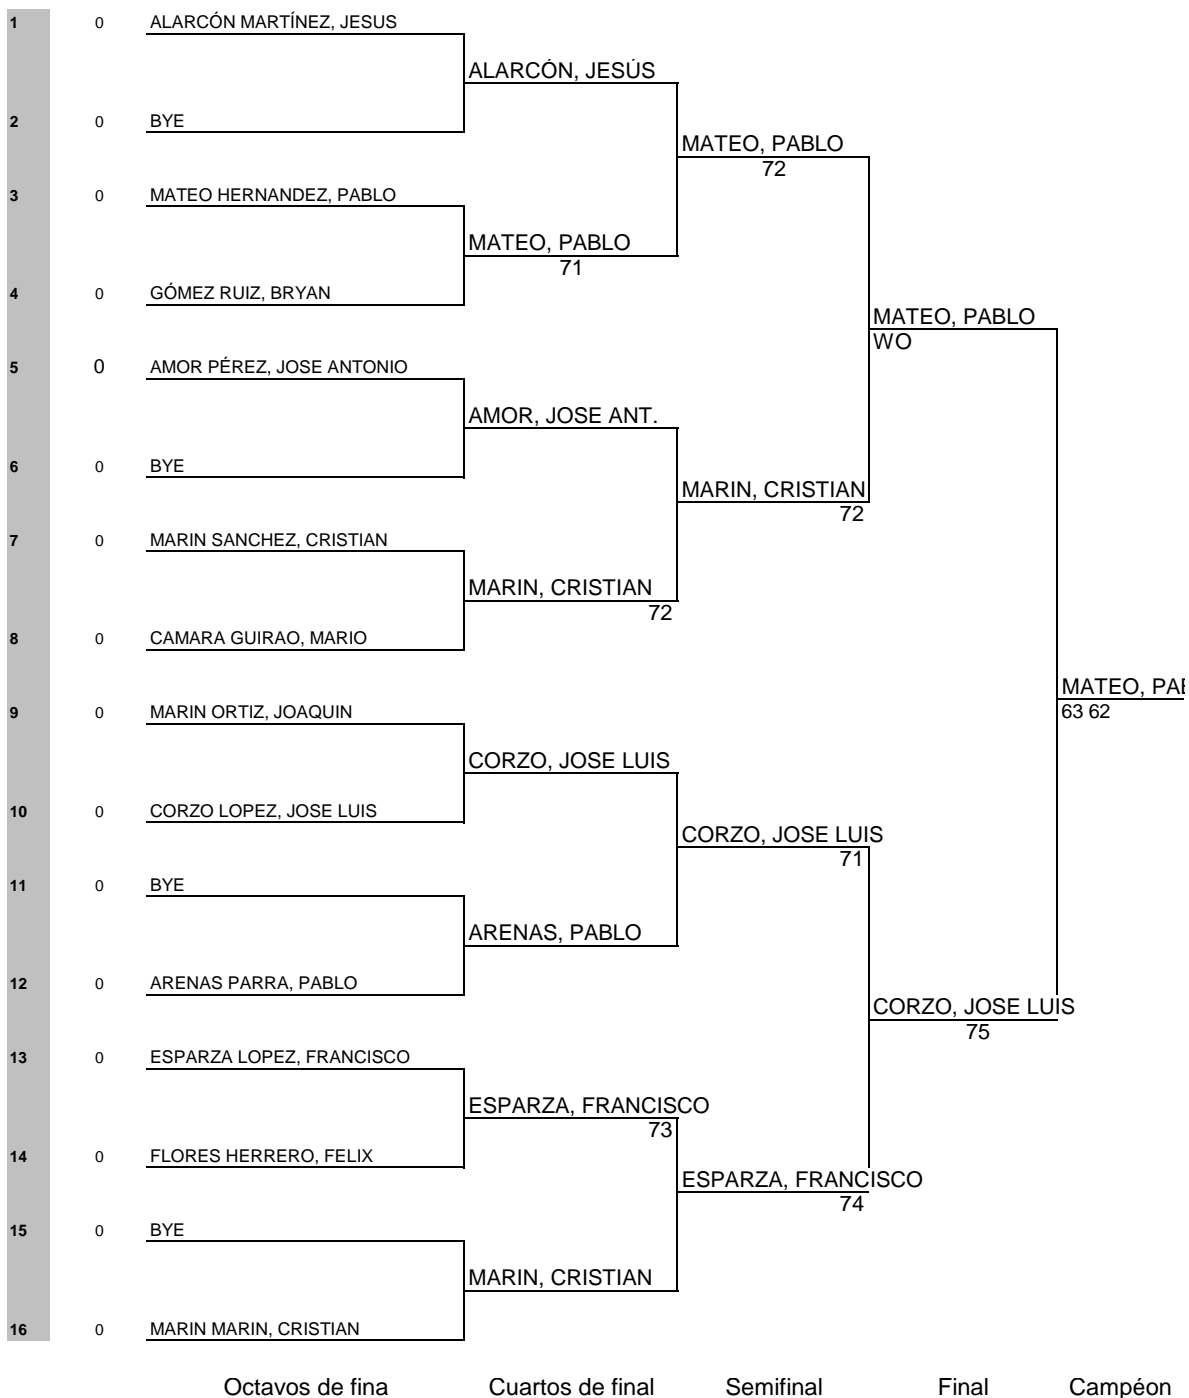 1 0 ALARCÓN MARTÍNEZ, JESUS
ALARCÓN, JESÚS
2 0 BYE
MATEO, PABLO
72
3 0 MATEO HERNANDEZ, PABLO
MATEO, PABLO
71
4 0 GÓMEZ RUIZ, BRYAN
MATEO, PABLO
WO
5 0 AMOR PÉREZ, JOSE ANTONIO
AMOR, JOSE ANT.
6 0 BYE
MARIN, CRISTIAN
72
7 0 MARIN SANCHEZ, CRISTIAN
MARIN, CRISTIAN
72
8 0 CAMARA GUIRAO, MARIO
MATEO, PAB
63 62
9 0 MARIN ORTIZ, JOAQUIN
CORZO, JOSE LUIS
10 0 CORZO LOPEZ, JOSE LUIS
CORZO, JOSE LUIS
71
11 0 BYE
ARENAS, PABLO
12 0 ARENAS PARRA, PABLO
CORZO, JOSE LUIS
75
13 0 ESPARZA LOPEZ, FRANCISCO
ESPARZA, FRANCISCO
73
14 0 FLORES HERRERO, FELIX
ESPARZA, FRANCISCO
74
15 0 BYE
MARIN, CRISTIAN
16 0 MARIN MARIN, CRISTIAN
Octavos de fina Cuartos de final Semifinal Final Campéon